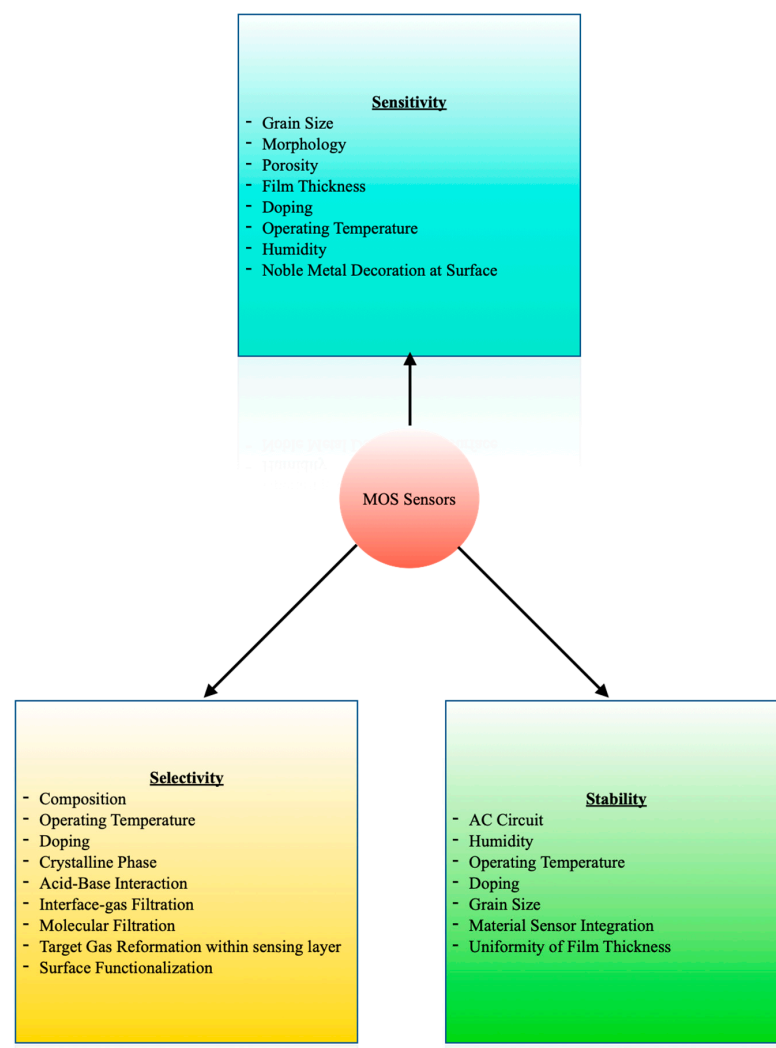 Sensitivity
- Grain Size
- Morphology
- Porosity
- Film Thickness
- Doping
- Operating Temperature
- Humidity
- Noble Metal Decoration at Surface
MOS Sensors
Selectivity
- Composition
- Operating Temperature
- Doping
- Crystalline Phase
- Acid-Base Interaction
- Interface-gas Filtration
- Molecular Filtration
- Target Gas Reformation within sensing layer
- Surface Functionalization
Stability
- AC Circuit
- Humidity
- Operating Temperature
- Doping
- Grain Size
- Material Sensor Integration
- Uniformity of Film Thickness